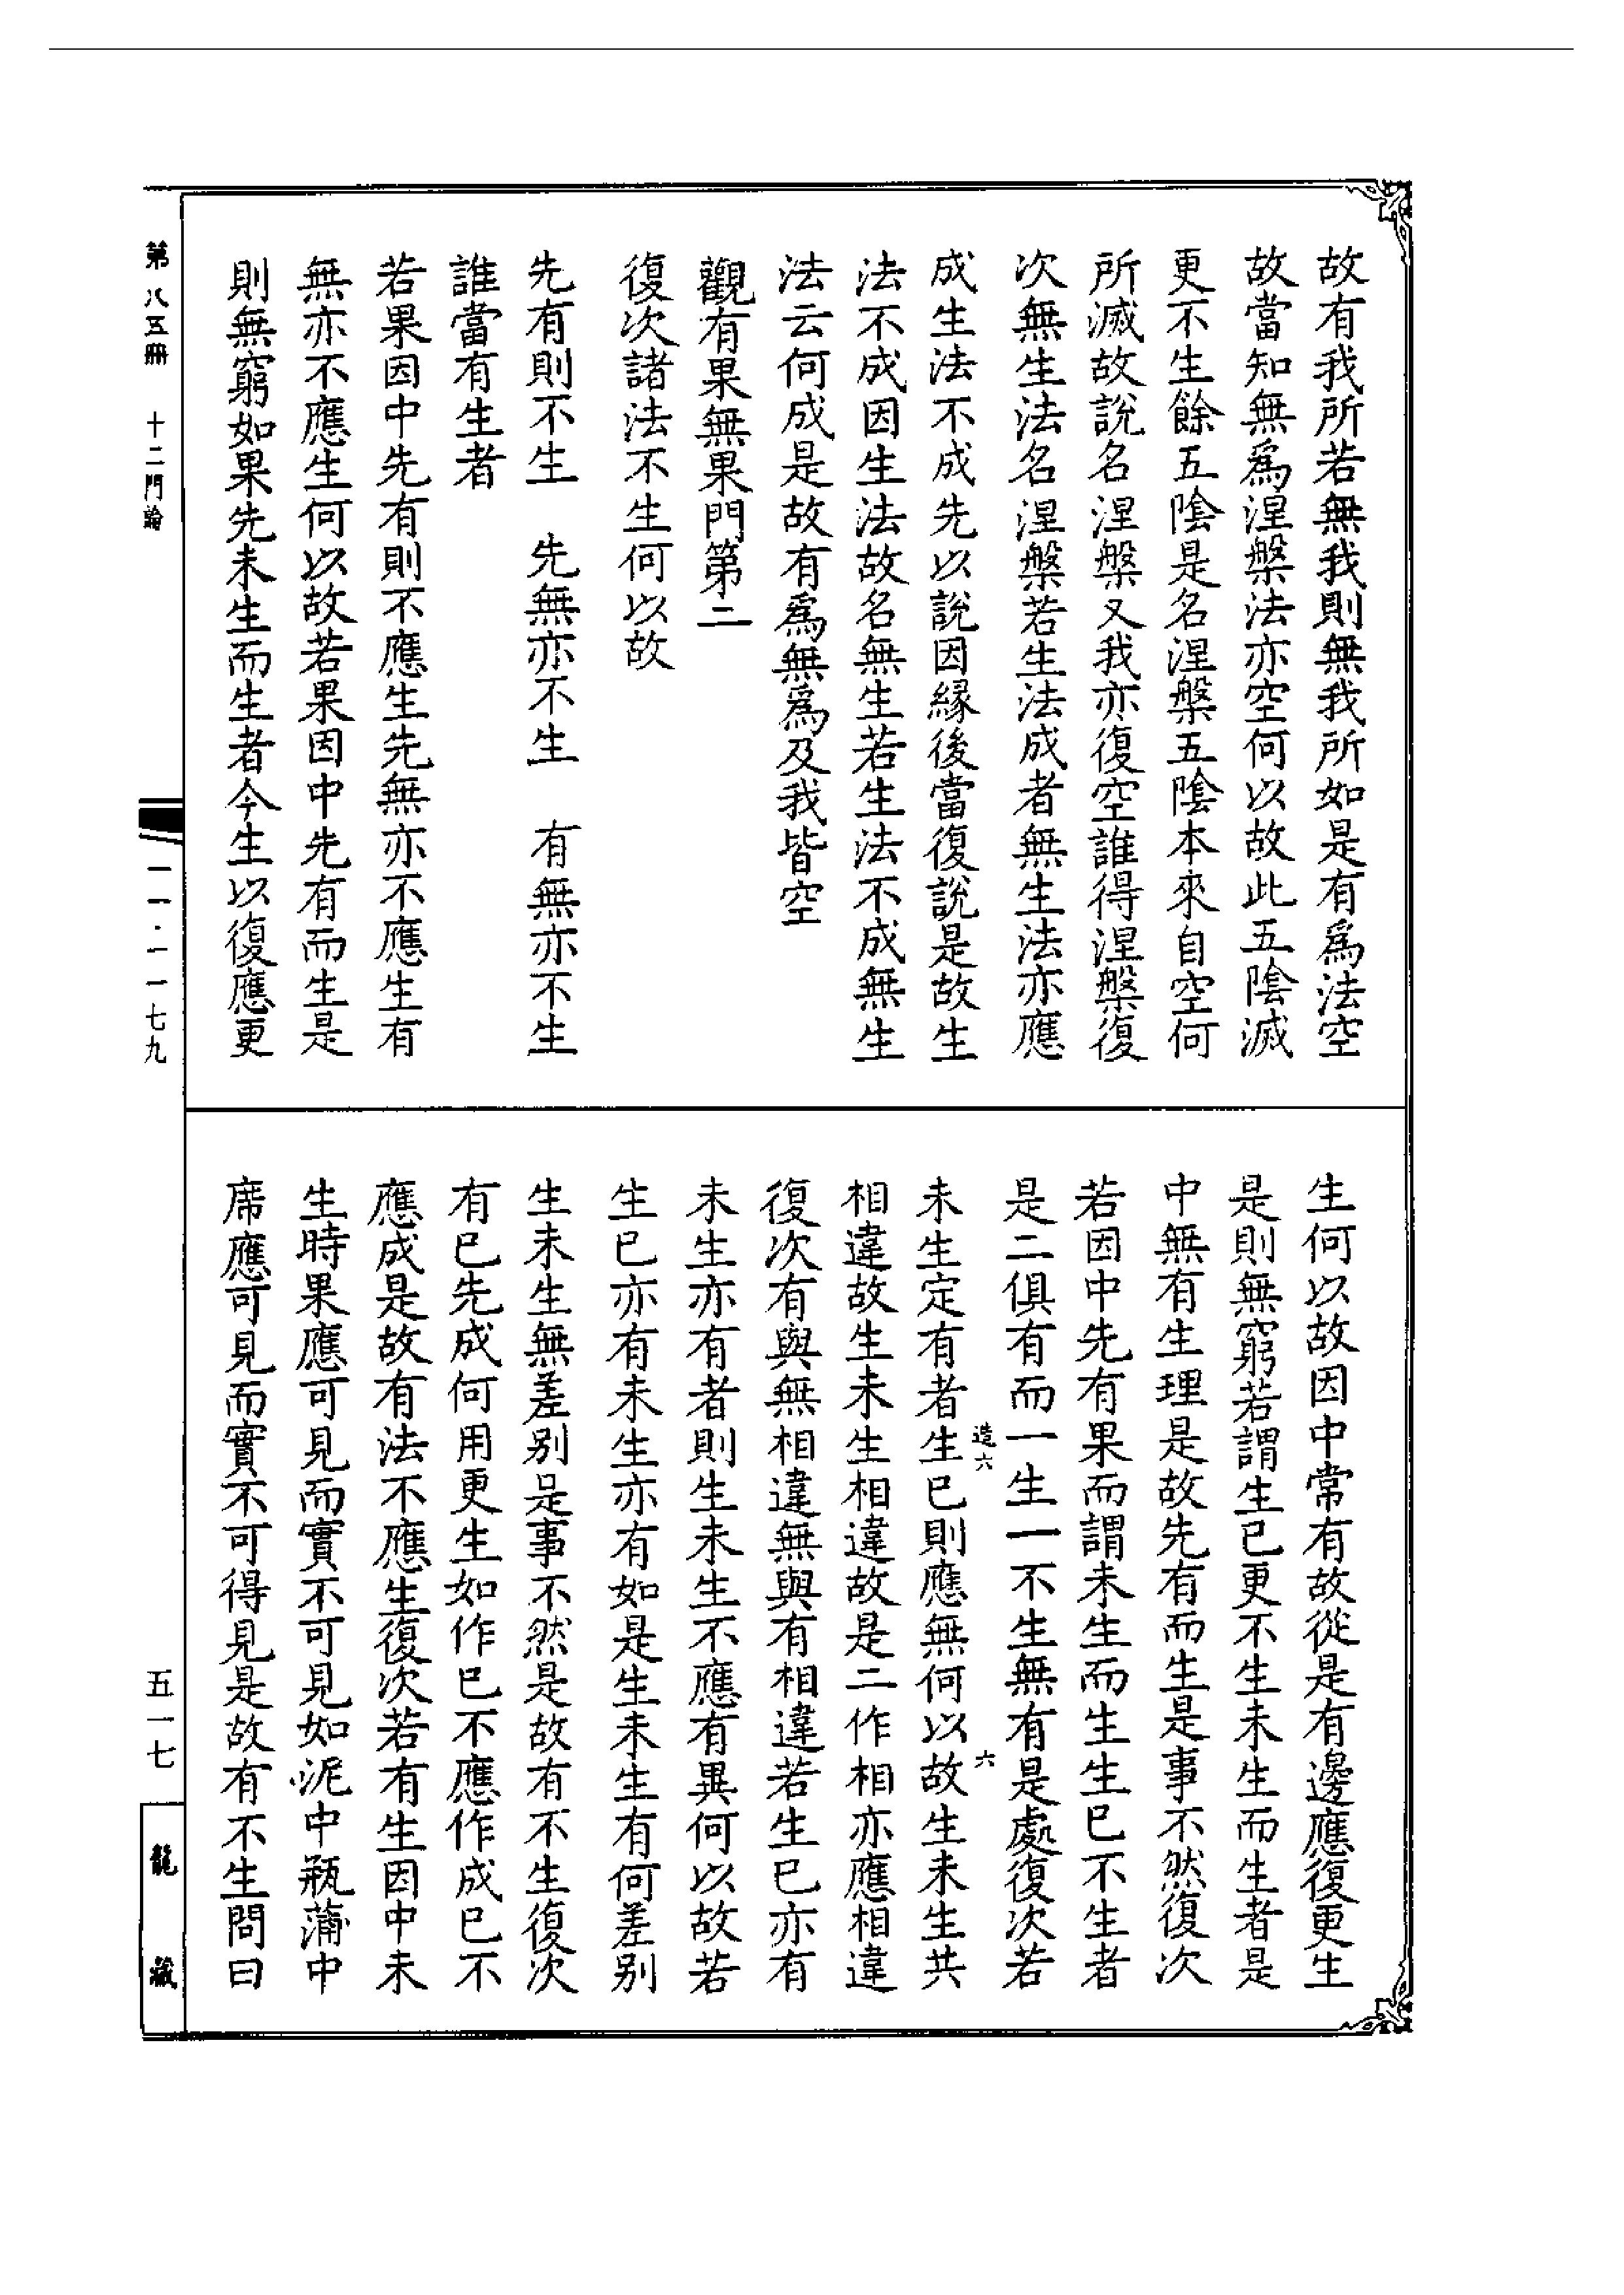 故有我所若無我則無我所如是有爲法空
故當知無爲涅槃法亦空何以故此五陰滅
更不生餘五陰是名涅槃五陰本來自空何
所滅故說名涅槃又我亦復空誰得涅槃復
次無生法名涅槃若生法成者無生法亦應
成生法不成先以說因緣後當復說是故生
法不成因生法故名無生若生法不成無生
法云何成是故有爲無爲及我皆空
觀有果無果門第二
復次諸法不生何以故
先有則不生　先無亦不生　有無亦不生
誰當有生者
若果因中先有則不應生先無亦不應生有
無亦不應生何以故若果因中先有而生是
則無窮如果先未生而生者今生以復應更
生何以故因中常有故從是有邊應復更生
是則無窮若謂生已更不生未生而生者是
中無有生理是故先有而生是事不然復次
若因中先有果而謂未生而生生已不生者
是二俱有而一生一不生無有是處復次若
造六　六
未生定有者生已則應無何以故生未生共
相違故生未生相違故是二作相亦應相違
復次有與無相違無與有相違若生已亦有
未生亦有者則生未生不應有異何以故若
生已亦有未生亦有如是生未生有何差别
生未生無差别是事不然是故有不生復次
有已先成何用更生如作已不應作成已不
應成是故有法不應生復次若有生因中未
生時果應可見而實不可見如泥中瓶蒲中
席應可見而實不可得見是故有不生問曰
第八五冊　十二門論
一一·二一七九
五一七
龍藏